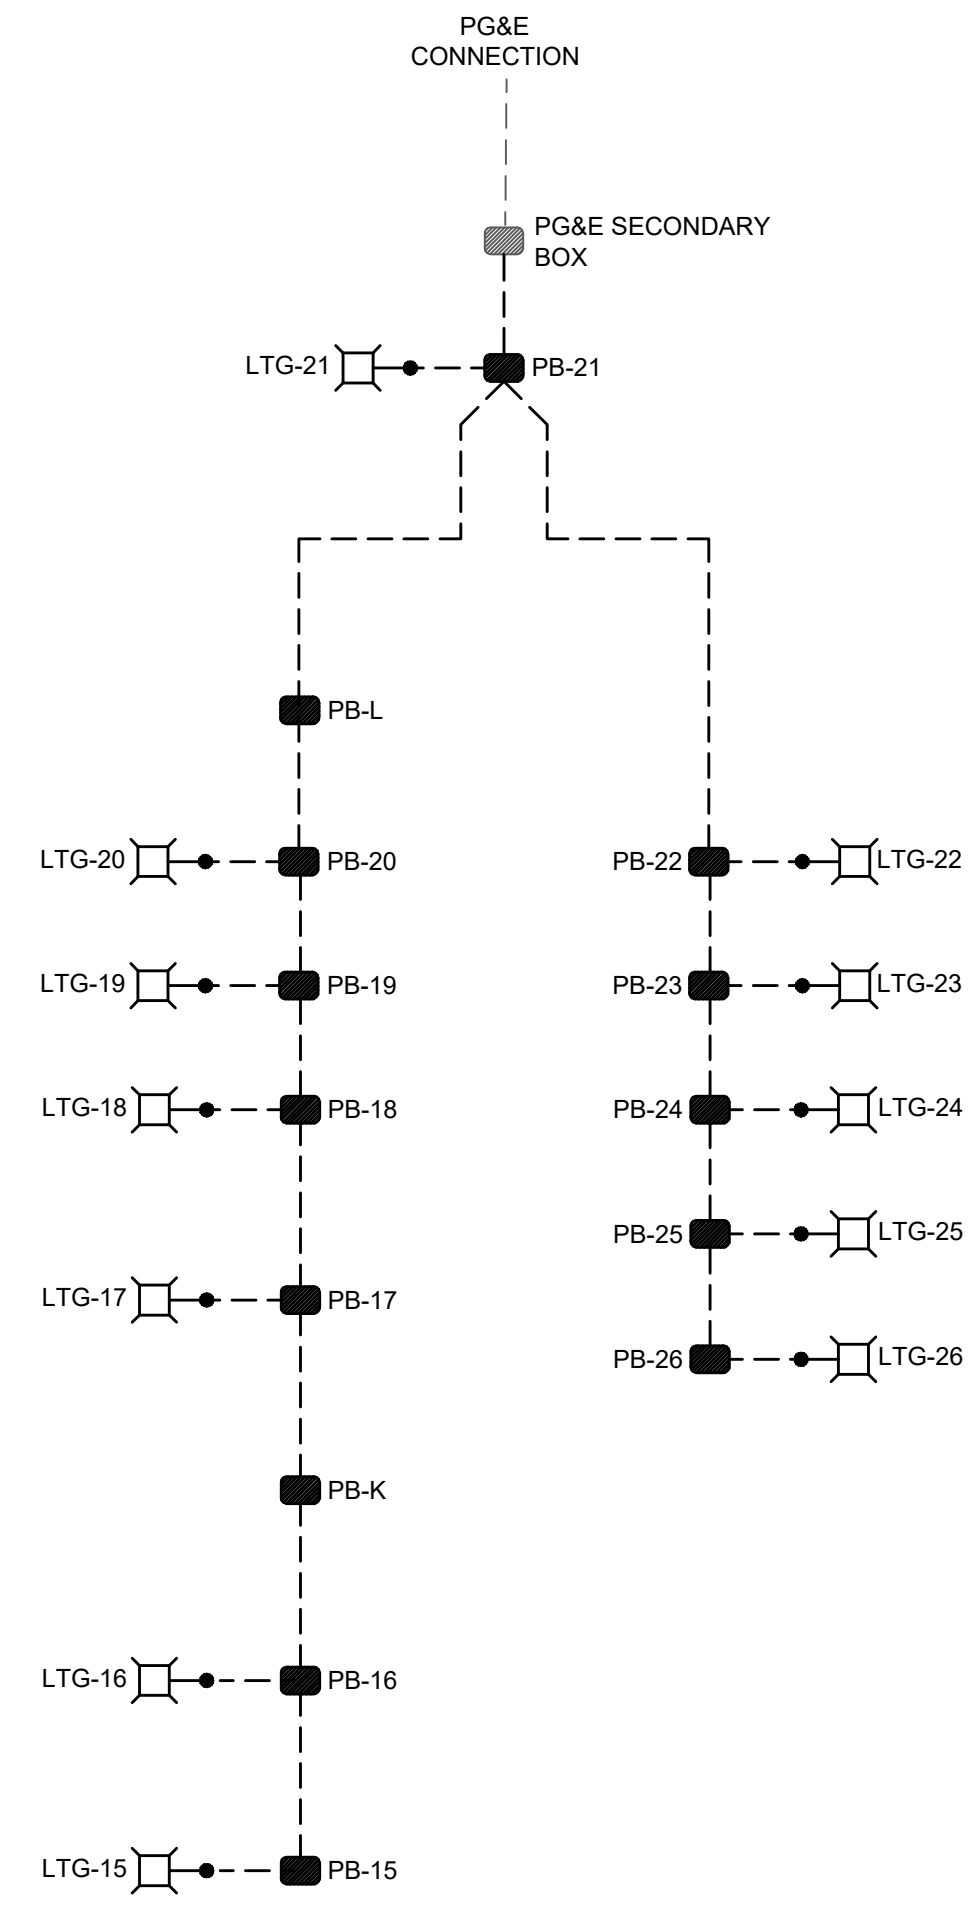 PG&E
CONNECTION
PG&E SECONDARY
BOX
LTG-21
PB-21
PB-L
LTG-20
PB-20
PB-22
LTG-22
LTG-19
PB-19
PB-23
LTG-23
LTG-18
PB-18
PB-24
LTG-24
PB-25
LTG-25
LTG-17
PB-17
PB-26
LTG-26
PB-K
LTG-16
PB-16
LTG-15
PB-15